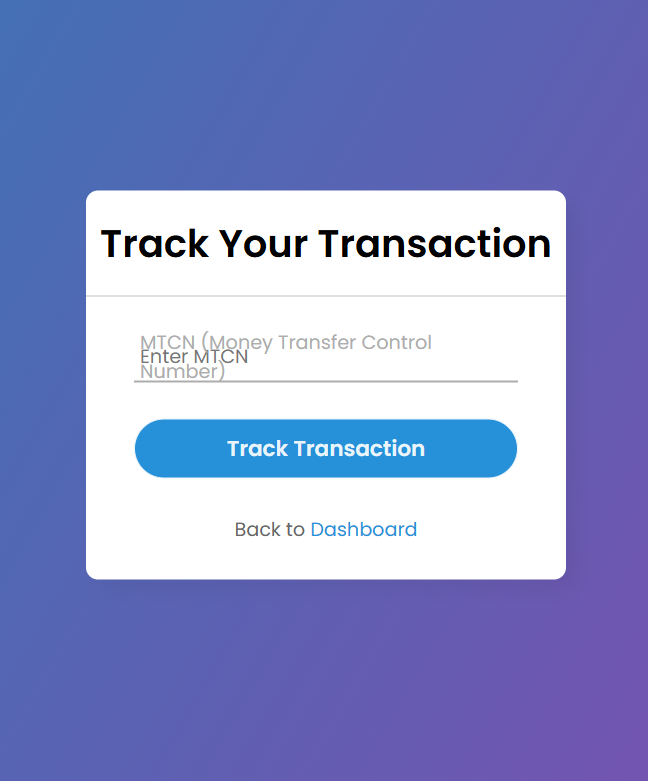 Track Your Transaction
MTCN (Money Transfer Control
Enter MTCN
Number)
Track Transaction
Back to Dashboard